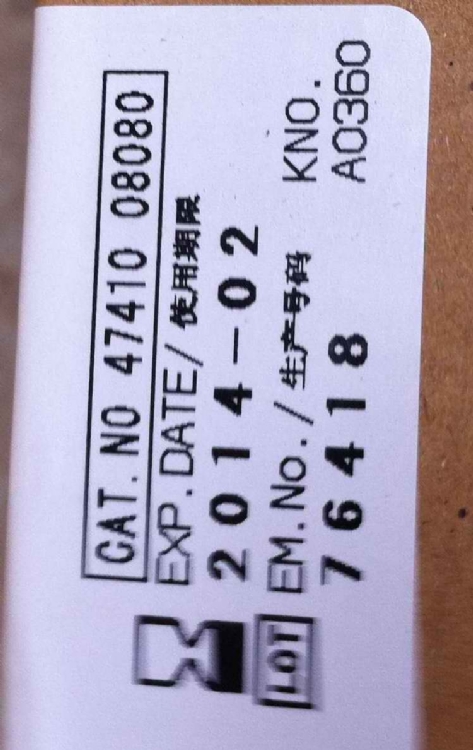 CAT. NO 47410 08080
EXP. DATE/使用期限
2014-02
EM. No. /生产号码 KNO.
LOT 76418 A0360